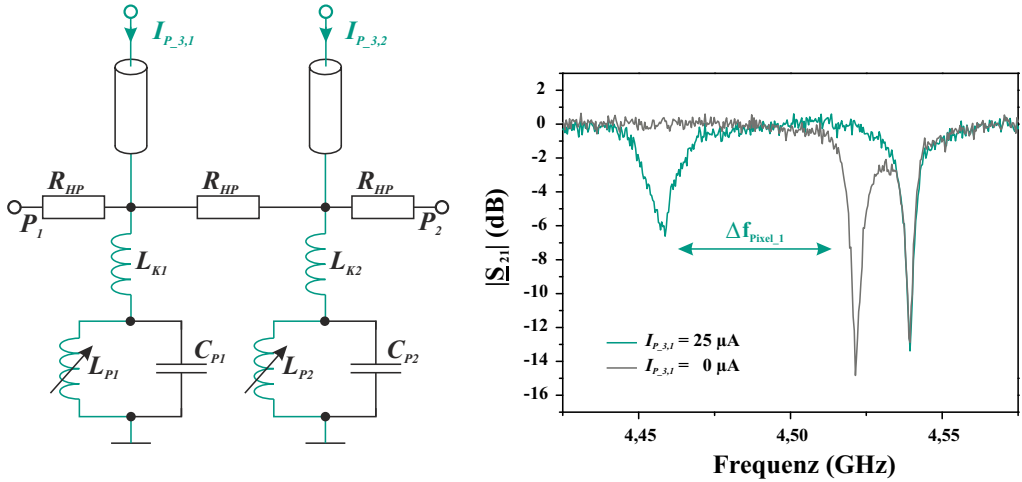 I_P_3,1 I_P_3,2
R_HP R_HP R_HP
P_1 P_2
L_K1 L_K2
L_P1 C_P1 L_P2 C_P2
|S_21| (dB)
2
0
-2
-4
-6
-8
-10
-12
-14
-16
Δf_Pixel_1
I_P_3,1 = 25 µA
I_P_3,1 = 0 µA
4,45 4,50 4,55
Frequenz (GHz)